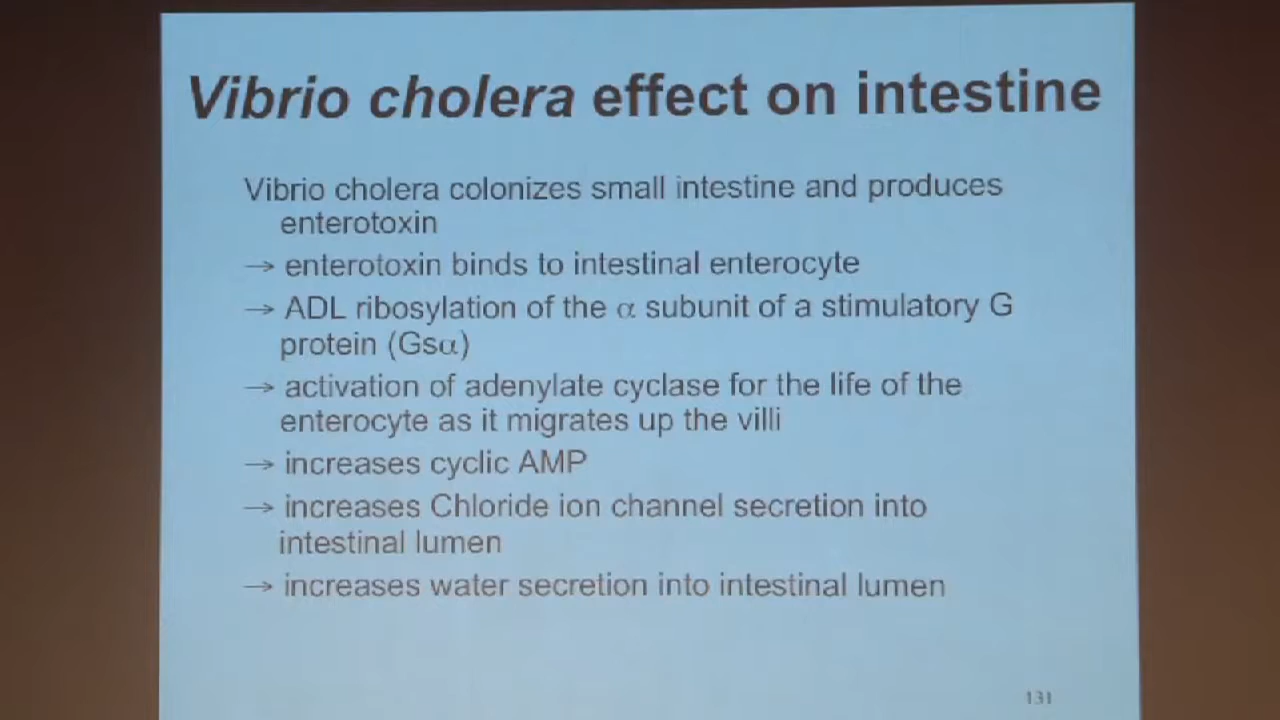 Vibrio cholera effect on intestine
Vibrio cholera colonizes small intestine and produces
enterotoxin
→ enterotoxin binds to intestinal enterocyte
→ ADL ribosylation of the α subunit of a stimulatory G
protein (Gsα)
→ activation of adenylate cyclase for the life of the
enterocyte as it migrates up the villi
→ increases cyclic AMP
→ increases Chloride ion channel secretion into
intestinal lumen
→ increases water secretion into intestinal lumen
131